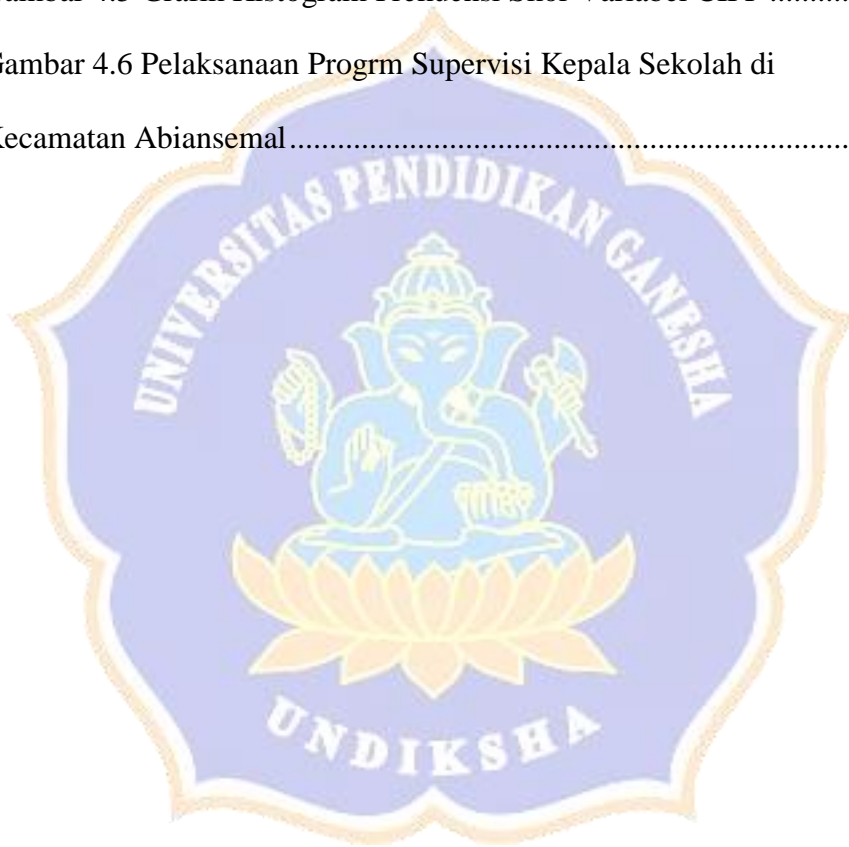 Gambar 4.6 Pelaksanaan Progrm Supervisi Kepala Sekolah di
Kecamatan Abiansemal..........................................................................
UNIVERSITAS PENDIDIKAN GANESHA
UNDIKSHA